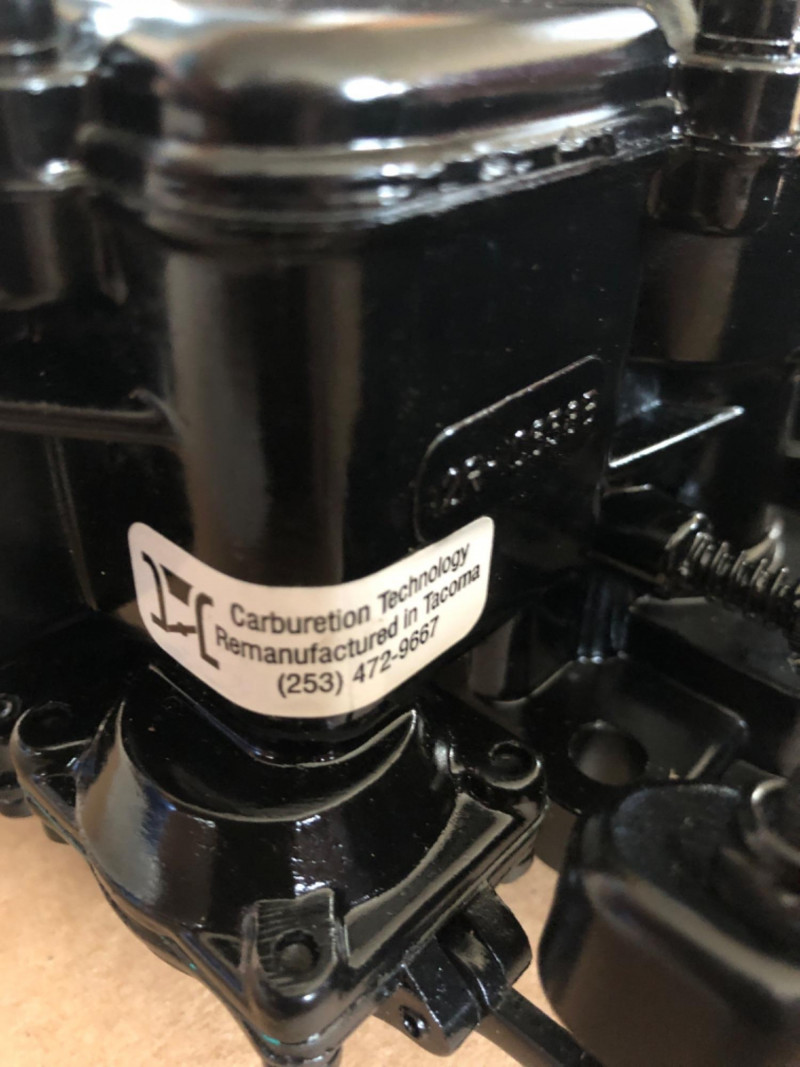 Carburetion Technology
Remanufactured in Tacoma
(253) 472-9667